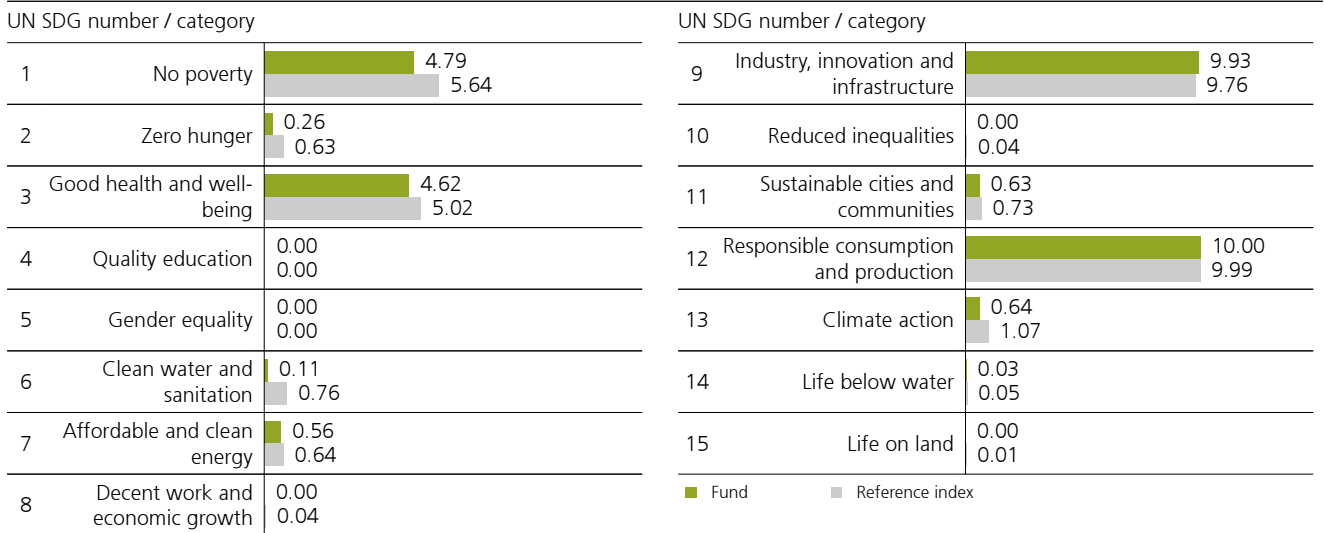 UN SDG number / category
1 No poverty 4.79
5.64
2 Zero hunger 0.26
0.63
3 Good health and well-
being 4.62
5.02
4 Quality education 0.00
0.00
5 Gender equality 0.00
0.00
6 Clean water and
sanitation 0.11
0.76
7 Affordable and clean
energy 0.56
0.64
8 Decent work and
economic growth 0.00
0.04
UN SDG number / category
9 Industry, innovation and
infrastructure 9.93
9.76
10 Reduced inequalities 0.00
0.04
11 Sustainable cities and
communities 0.63
0.73
12 Responsible consumption
and production 10.00
9.99
13 Climate action 0.64
1.07
14 Life below water 0.03
0.05
15 Life on land 0.00
0.01
Fund Reference index